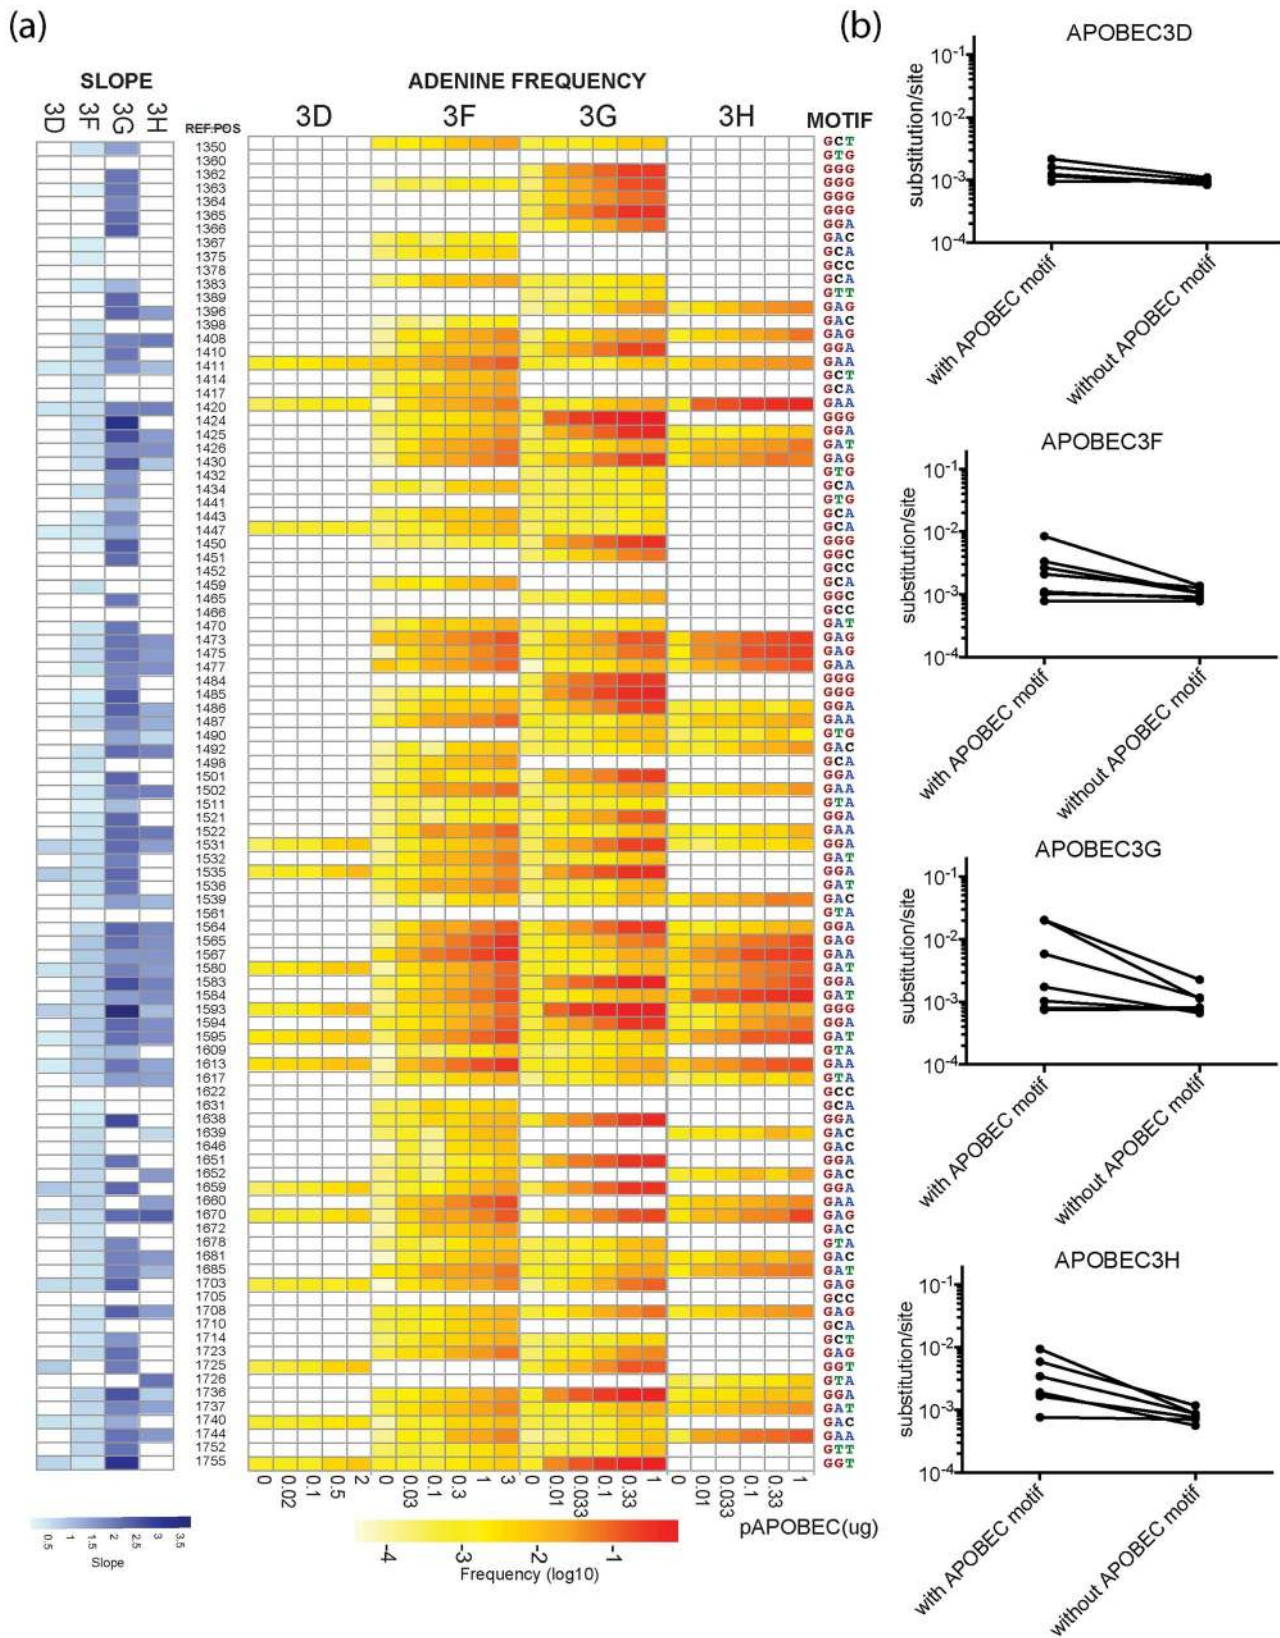 (a)
SLOPE
ADENINE FREQUENCY
3D 3F 3G 3H
REF.POS
3D 3F 3G 3H
MOTIF
1350 GCT
1360 GTG
1362 GGG
1363 GGG
1364 GGG
1365 GGG
1366 GGA
1367 GAC
1375 GCA
1378 GCC
1383 GCA
1389 GTT
1396 GAG
1398 GAC
1408 GAG
1410 GGA
1411 GAA
1414 GCT
1417 GCA
1420 GAA
1424 GGG
1425 GGA
1426 GAT
1430 GAG
1432 GTG
1434 GCA
1441 GTG
1443 GCA
1447 GCA
1450 GGG
1451 GGC
1452 GCC
1459 GCA
1465 GGC
1466 GCC
1470 GAT
1473 GAG
1475 GAG
1477 GAA
1484 GGG
1485 GGG
1486 GGA
1487 GAA
1490 GTG
1492 GAC
1498 GCA
1501 GGA
1502 GAA
1511 GTA
1521 GGA
1522 GAA
1531 GGA
1532 GAT
1535 GGA
1536 GAT
1539 GAC
1561 GTA
1564 GGA
1565 GAG
1567 GAA
1580 GAT
1583 GGA
1584 GAT
1593 GGG
1594 GGA
1595 GAT
1609 GTA
1613 GAA
1617 GTA
1622 GCC
1631 GCA
1638 GGA
1639 GAC
1646 GAC
1651 GGA
1652 GAC
1659 GGA
1660 GAA
1670 GAG
1672 GAC
1678 GTA
1681 GAC
1685 GAT
1703 GAG
1705 GCC
1708 GAG
1710 GCA
1714 GCT
1723 GAG
1725 GGT
1726 GTA
1736 GGA
1737 GAT
1740 GAC
1744 GAA
1752 GTT
1755 GGT
0 0.02 0.1 0.5 2 0 0.03 0.1 0.3 1 3 0 0.01 0.033 0.1 0.33 1 0 0.01 0.033 0.1 0.33 1
pAPOBEC(ug)
0.5 1 1.5 2 2.5 3 3.5
Slope
-4 -3 -2 -1
Frequency (log10)
(b)
APOBEC3D
substitution/site
10-1
10-2
10-3
10-4
with APOBEC motif
without APOBEC motif
APOBEC3F
substitution/site
10-1
10-2
10-3
10-4
with APOBEC motif
without APOBEC motif
APOBEC3G
substitution/site
10-1
10-2
10-3
10-4
with APOBEC motif
without APOBEC motif
APOBEC3H
substitution/site
10-1
10-2
10-3
10-4
with APOBEC motif
without APOBEC motif